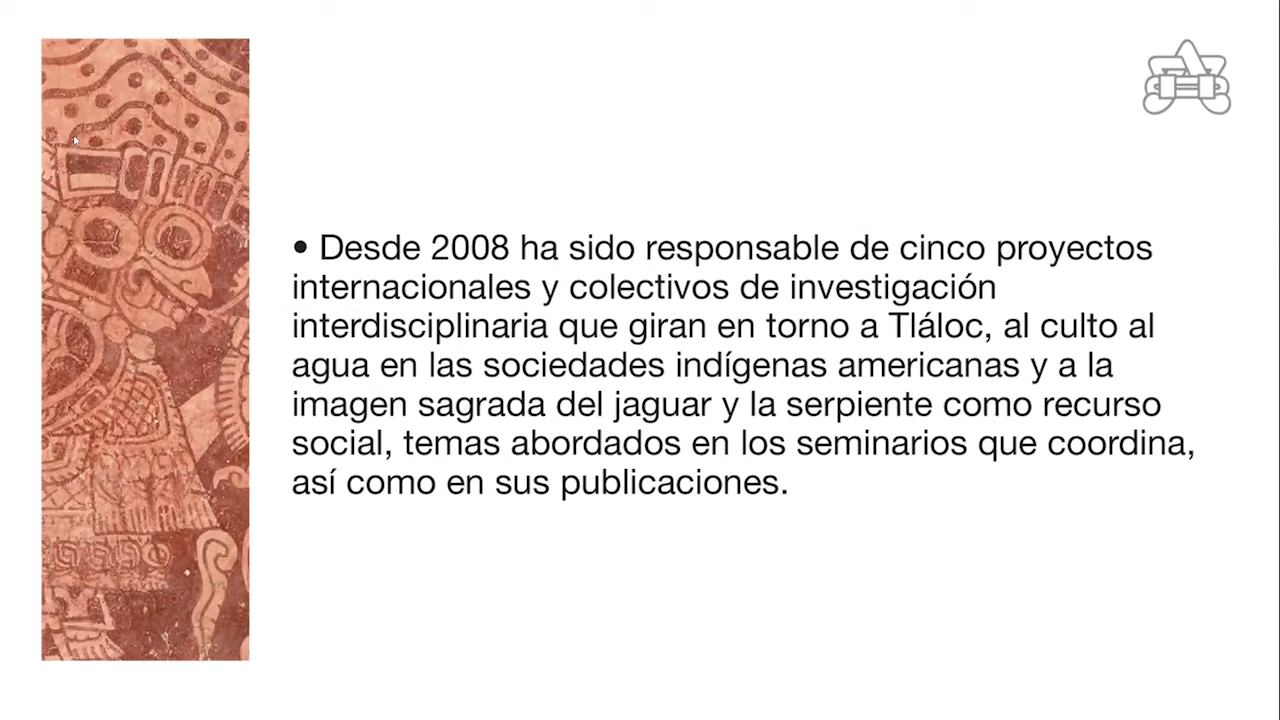 • Desde 2008 ha sido responsable de cinco proyectos
internacionales y colectivos de investigación
interdisciplinaria que giran en torno a Tláloc, al culto al
agua en las sociedades indígenas americanas y a la
imagen sagrada del jaguar y la serpiente como recurso
social, temas abordados en los seminarios que coordina,
así como en sus publicaciones.